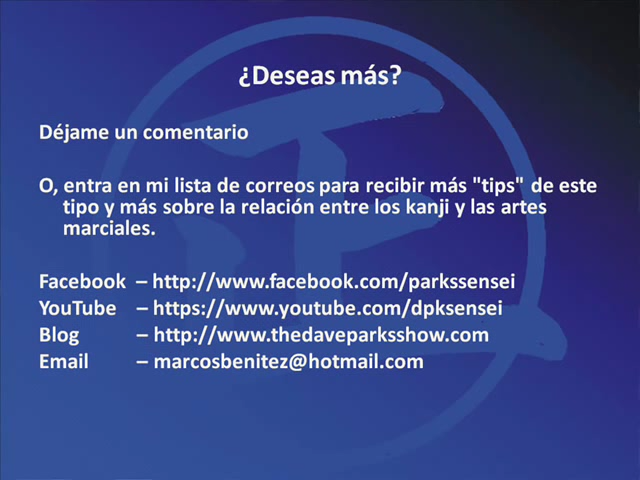 ¿Deseas más?
Déjame un comentario
O, entra en mi lista de correos para recibir más "tips" de este
tipo y más sobre la relación entre los kanji y las artes
marciales.
Facebook – http://www.facebook.com/parkssensei
YouTube – https://www.youtube.com/dpksensei
Blog – http://www.thedaveparksshow.com
Email – marcosbenitez@hotmail.com
正